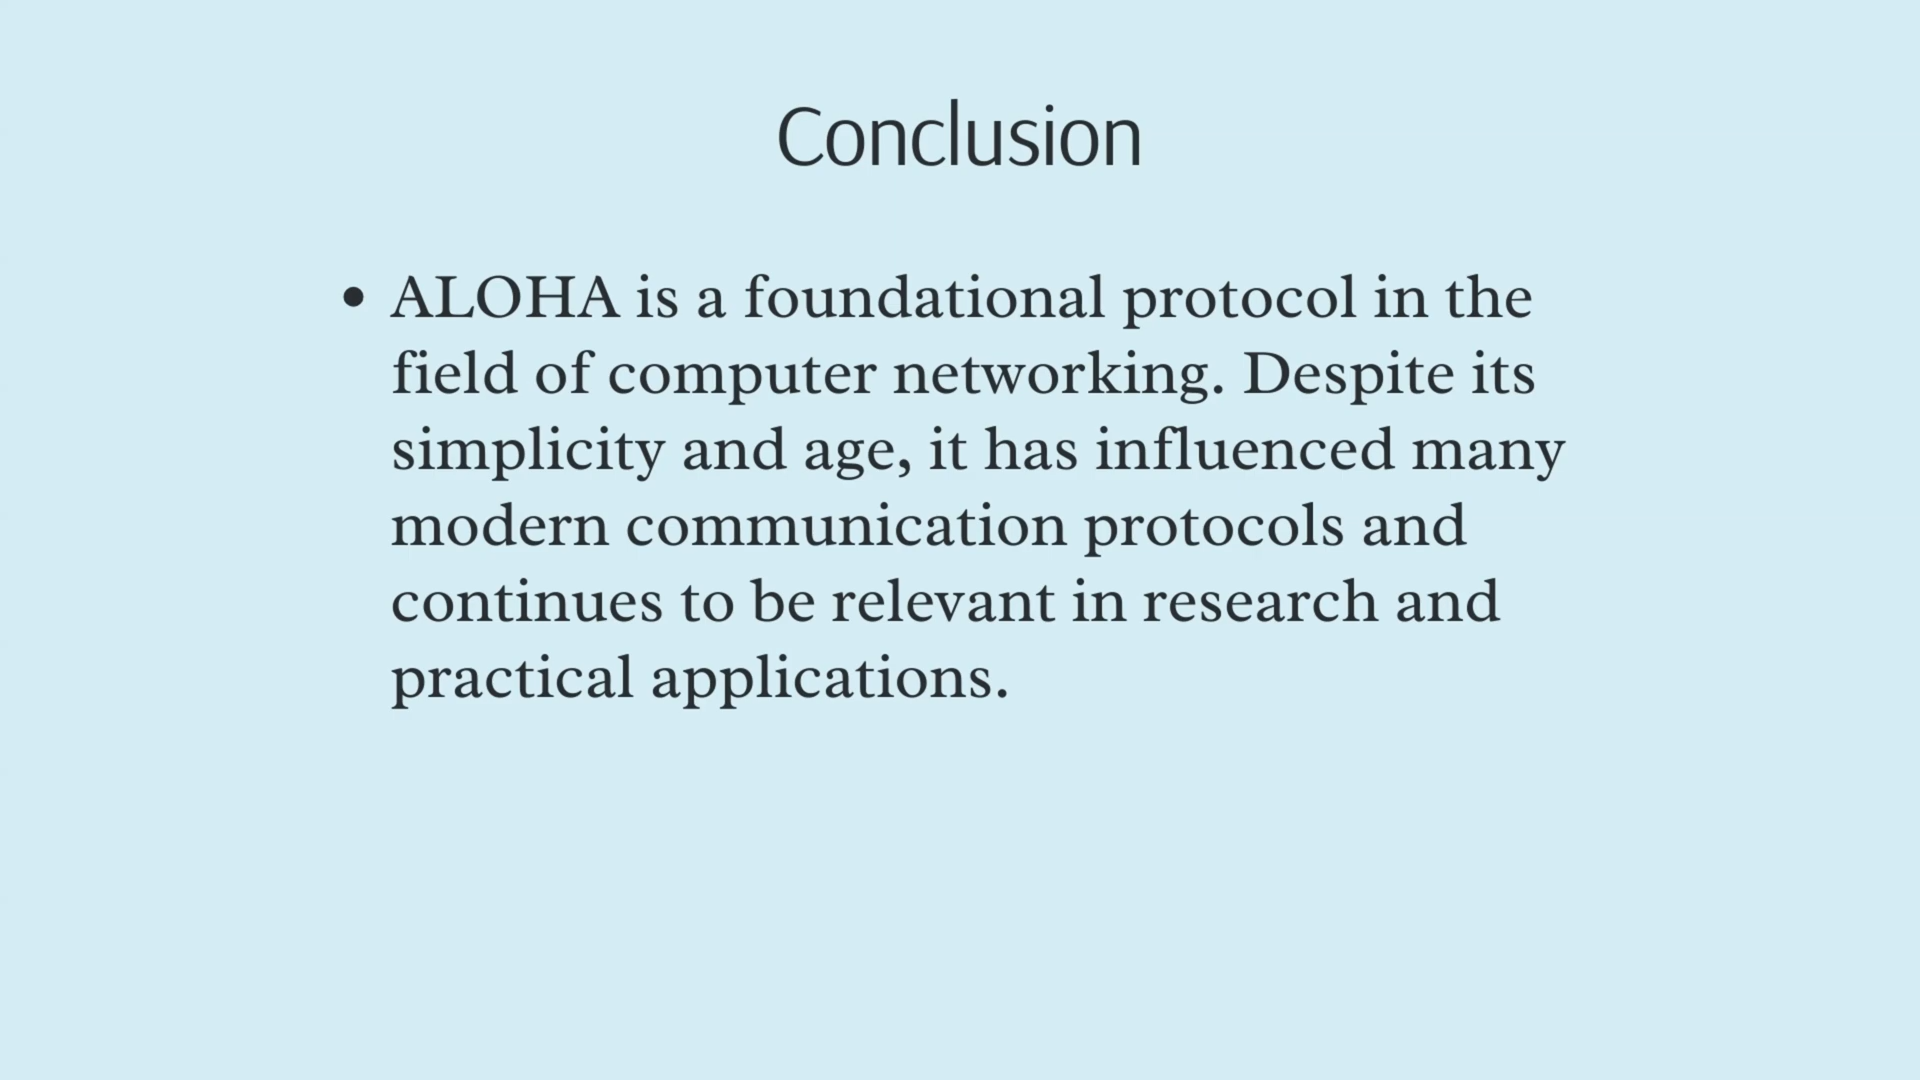 Conclusion
• ALOHA is a foundational protocol in the
field of computer networking. Despite its
simplicity and age, it has influenced many
modern communication protocols and
continues to be relevant in research and
practical applications.